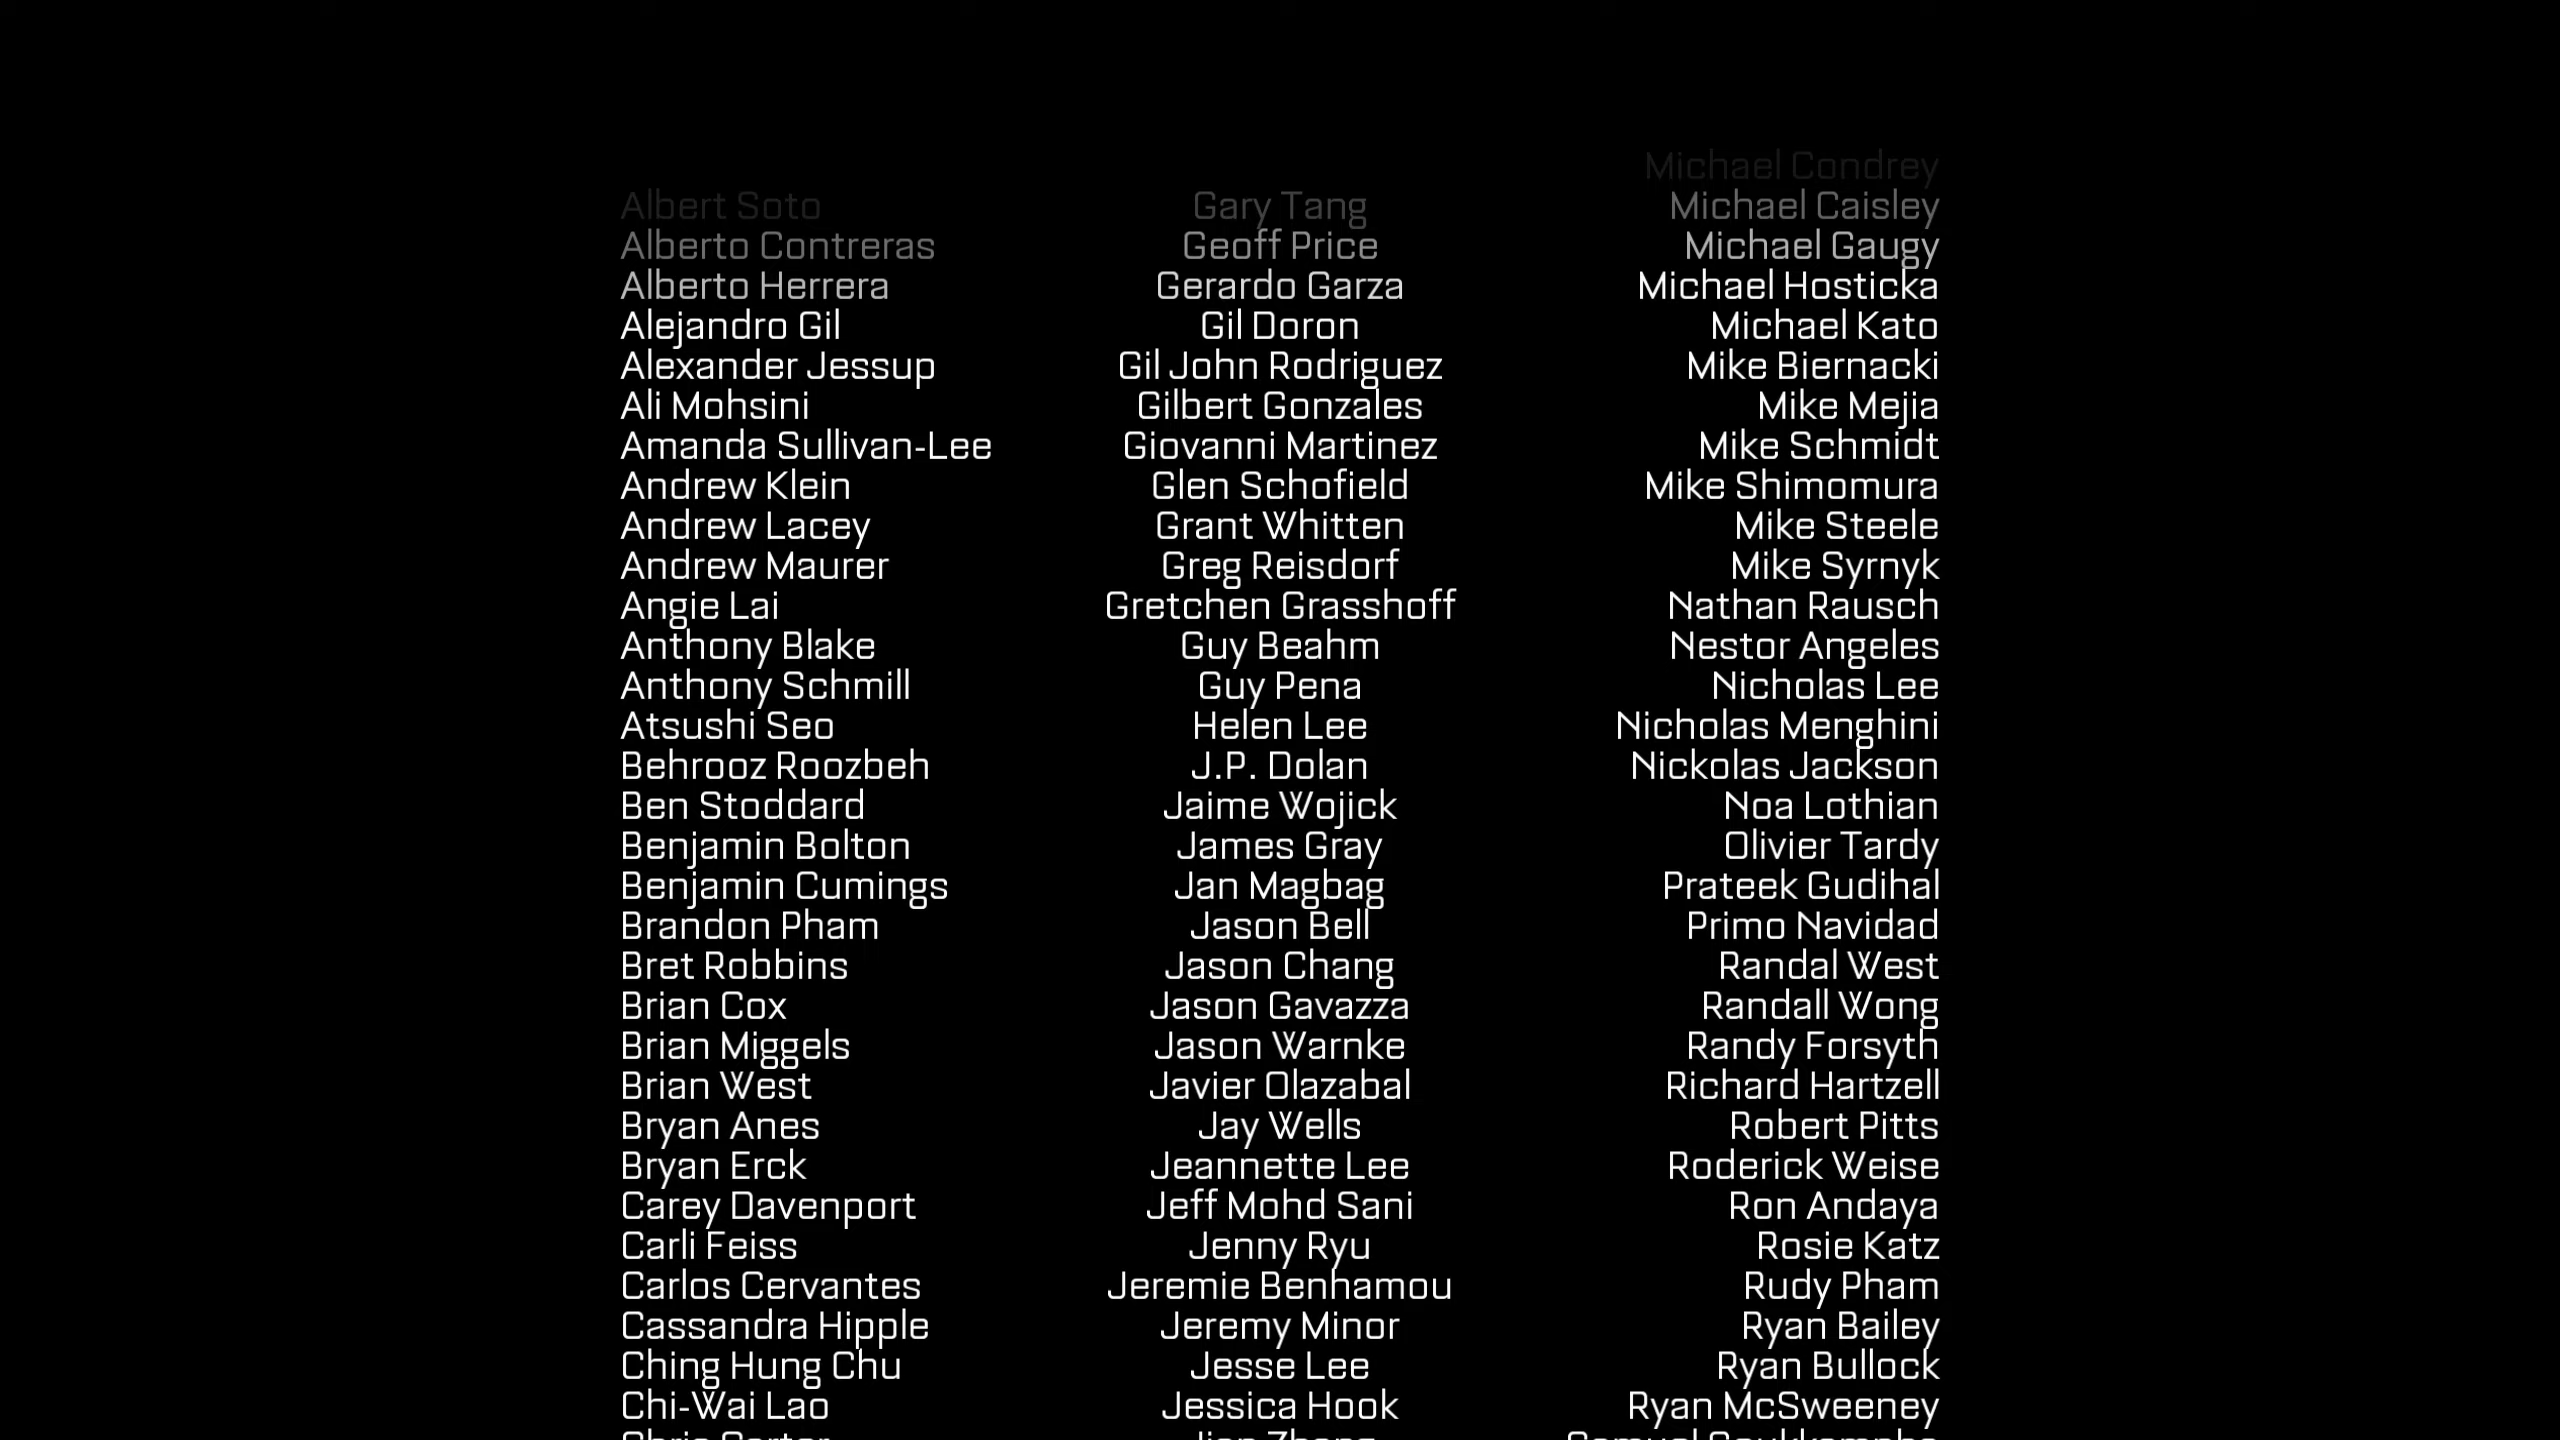 Michael Condrey
Albert Soto Gary Tang Michael Caisley
Alberto Contreras Geoff Price Michael Gaugy
Alberto Herrera Gerardo Garza Michael Hosticka
Alejandro Gil Gil Doron Michael Kato
Alexander Jessup Gil John Rodriguez Mike Biernacki
Ali Mohsini Gilbert Gonzales Mike Mejia
Amanda Sullivan-Lee Giovanni Martinez Mike Schmidt
Andrew Klein Glen Schofield Mike Shimomura
Andrew Lacey Grant Whitten Mike Steele
Andrew Maurer Greg Reisdorf Mike Syrnyk
Angie Lai Gretchen Grasshoff Nathan Rausch
Anthony Blake Guy Beahm Nestor Angeles
Anthony Schmill Guy Pena Nicholas Lee
Atsushi Seo Helen Lee Nicholas Menghini
Behrooz Roozbeh J.P. Dolan Nickolas Jackson
Ben Stoddard Jaime Wojick Noa Lothian
Benjamin Bolton James Gray Olivier Tardy
Benjamin Cumings Jan Magbag Prateek Gudihal
Brandon Pham Jason Bell Primo Navidad
Bret Robbins Jason Chang Randal West
Brian Cox Jason Gavazza Randall Wong
Brian Miggels Jason Warnke Randy Forsyth
Brian West Javier Olazabal Richard Hartzell
Bryan Anes Jay Wells Robert Pitts
Bryan Erck Jeannette Lee Roderick Weise
Carey Davenport Jeff Mohd Sani Ron Andaya
Carli Feiss Jenny Ryu Rosie Katz
Carlos Cervantes Jeremie Benhamou Rudy Pham
Cassandra Hipple Jeremy Minor Ryan Bailey
Ching Hung Chu Jesse Lee Ryan Bullock
Chi-Wai Lao Jessica Hook Ryan McSweeney